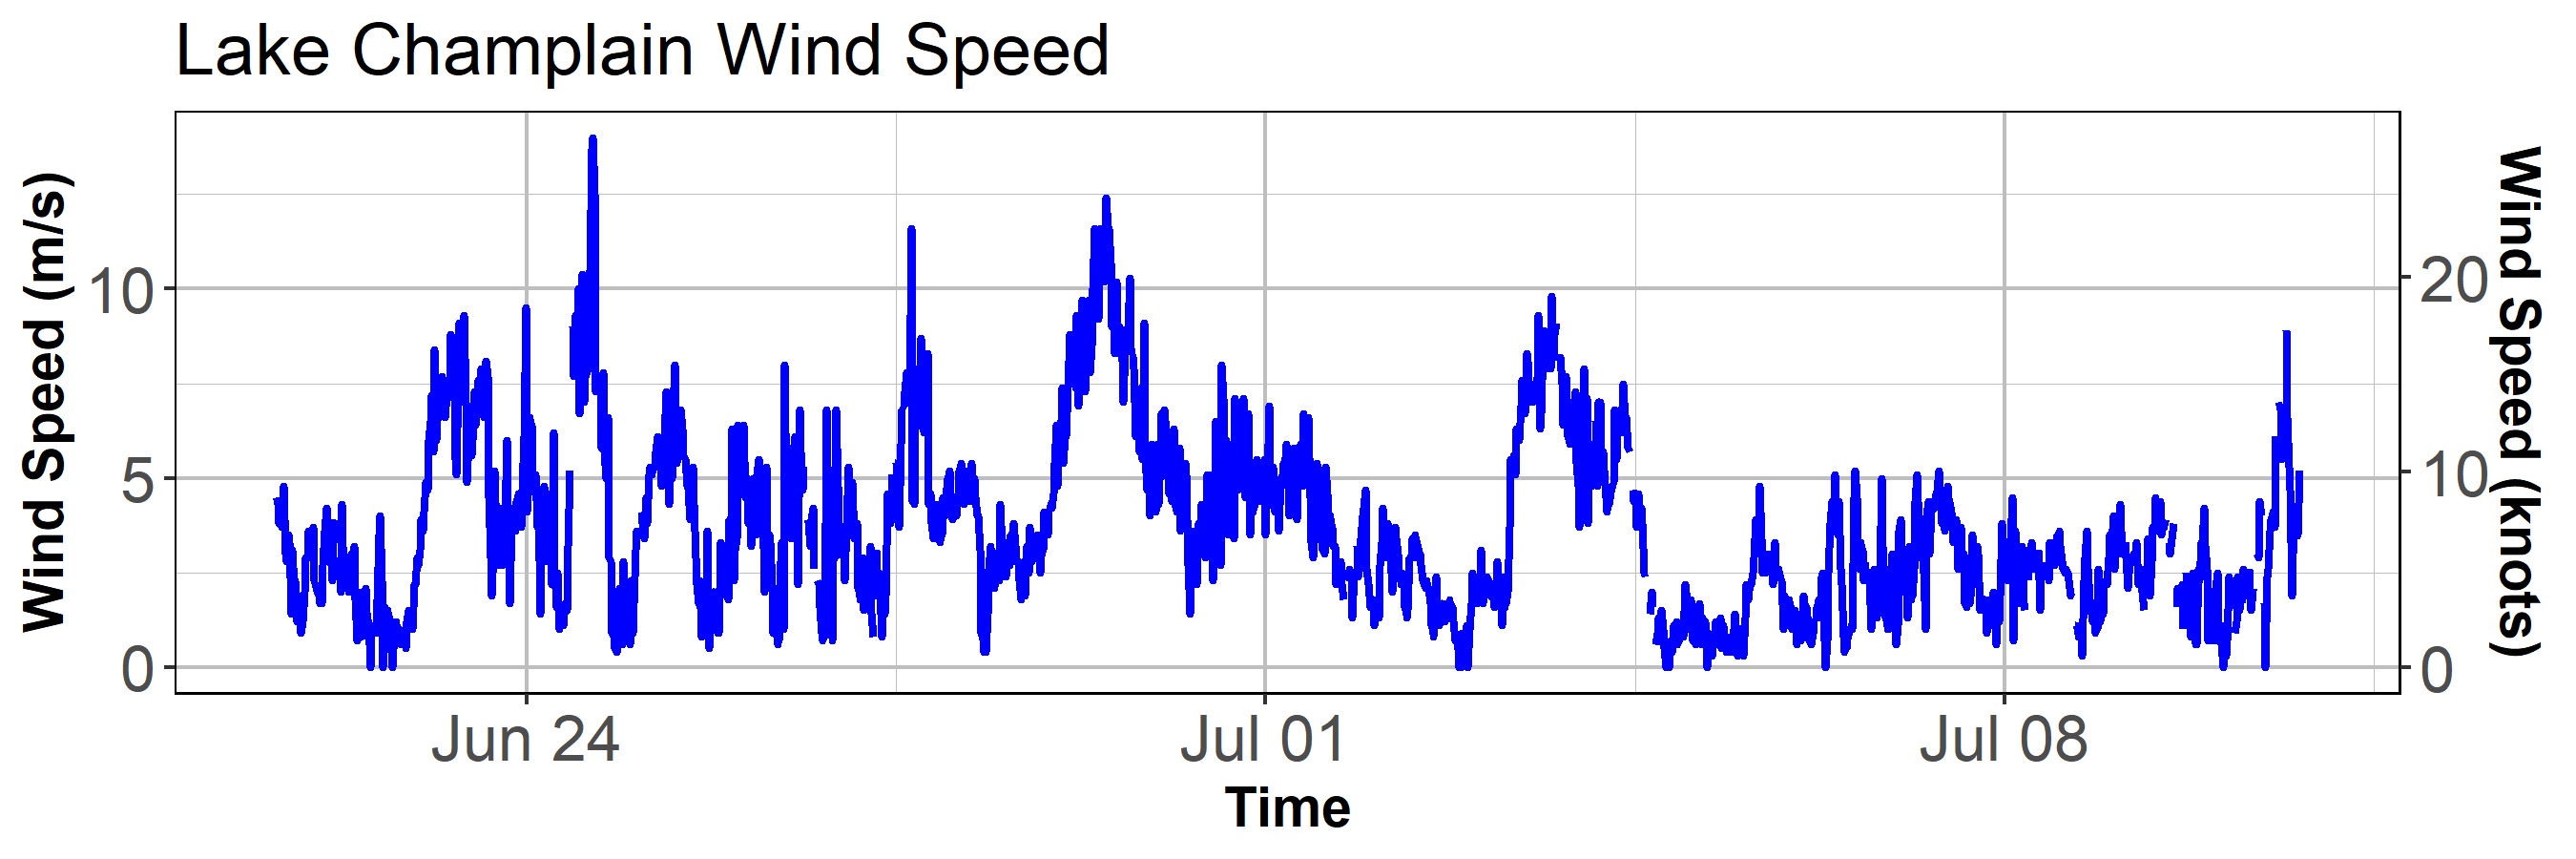 Lake Champlain Wind Speed
Wind Speed (m/s)
10
5
0
20
10
0
Wind Speed (knots)
Jun 24
Jul 01
Jul 08
Time